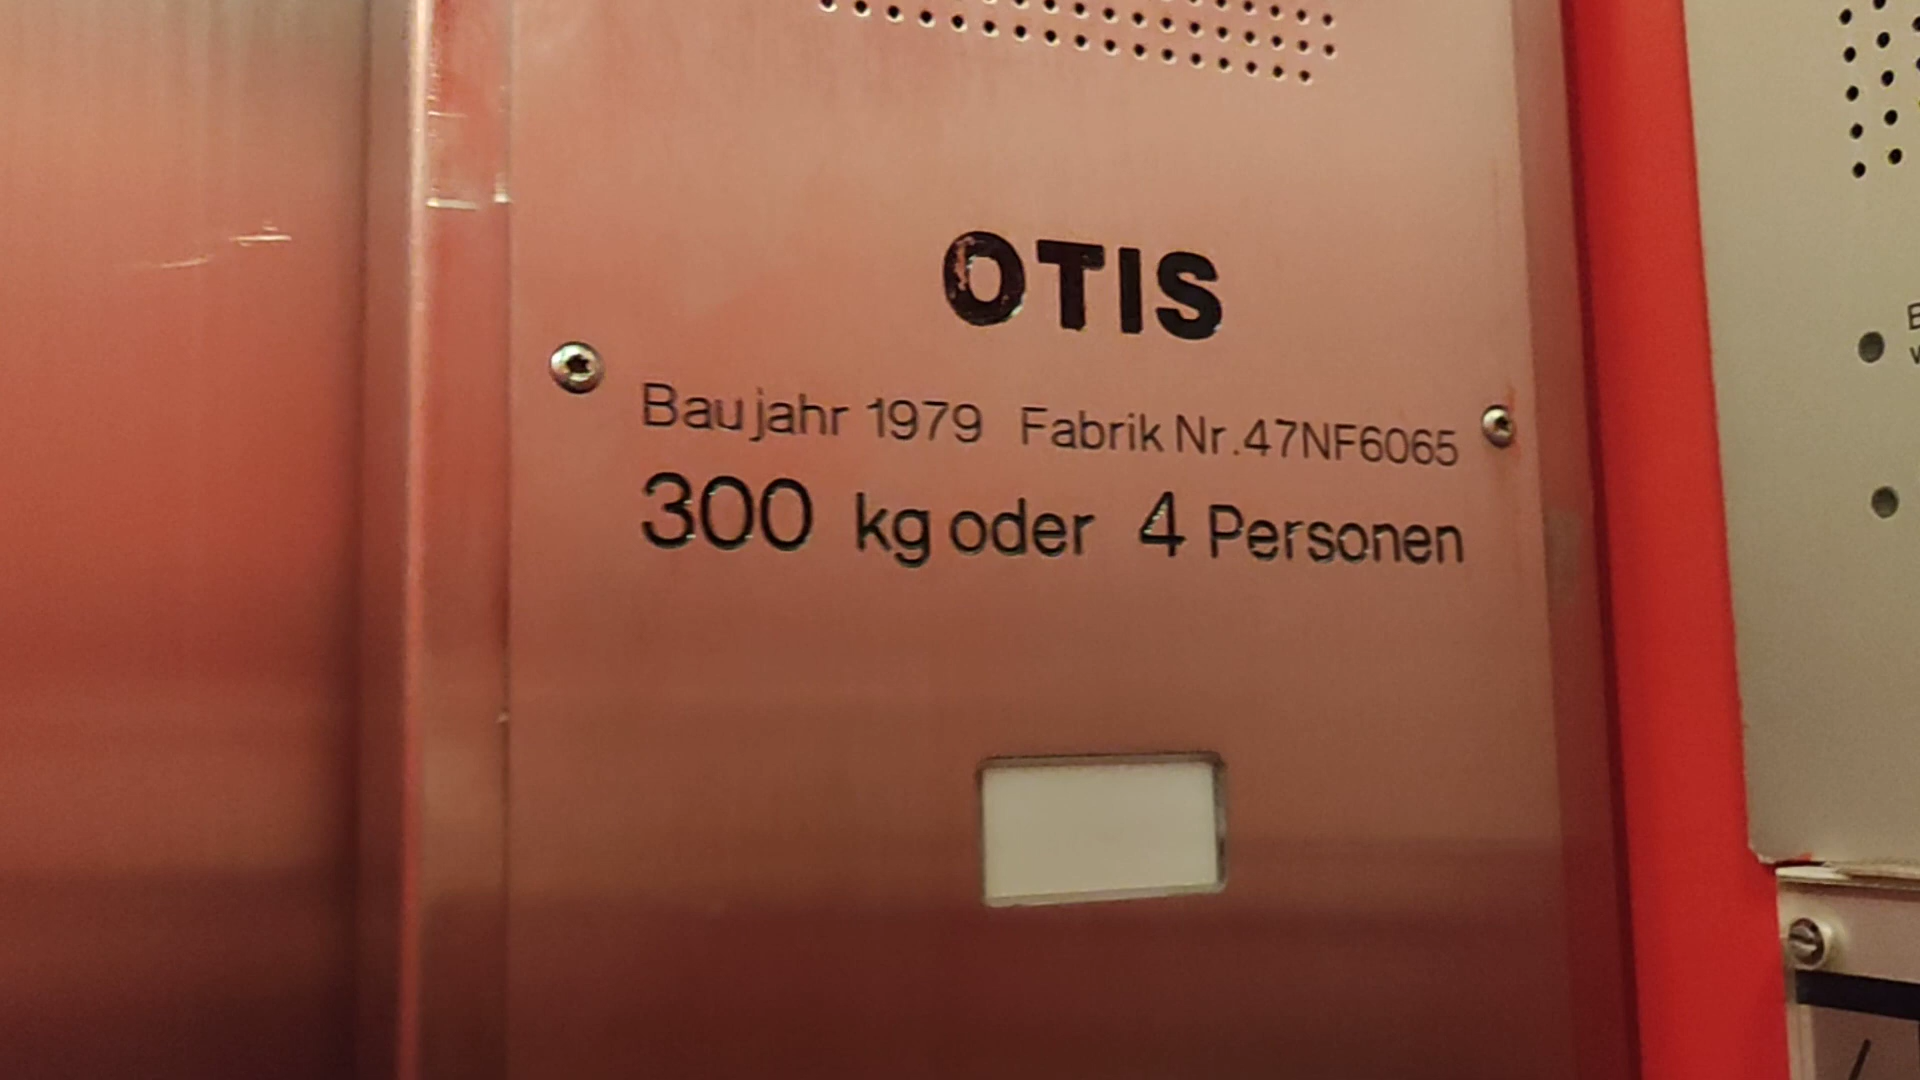 OTIS
Baujahr 1979 Fabrik Nr.47NF6065
300 kg oder 4 Personen